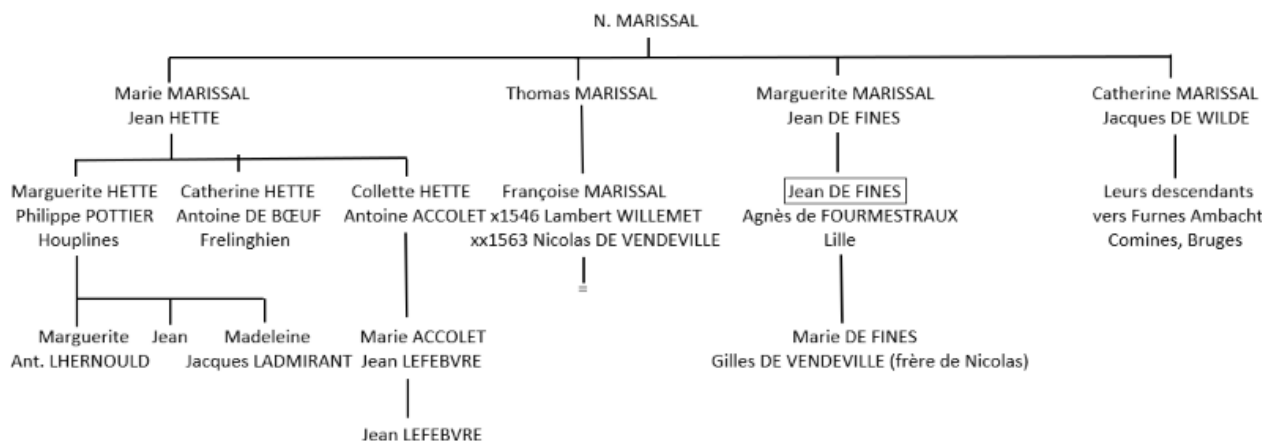 N. MARISSAL
Marie MARISSAL
Jean HETTE
Thomas MARISSAL
Marguerite MARISSAL
Jean DE FINES
Catherine MARISSAL
Jacques DE WILDE
Marguerite HETTE
Philippe POTTIER
Houplines
Catherine HETTE
Antoine DE BŒUF
Frelinghien
Collette HETTE
Antoine ACCOLET
Françoise MARISSAL
x1546 Lambert WILLEMET
xx1563 Nicolas DE VENDEVILLE
=
Jean DE FINES
Agnès de FOURMESTRAUX
Lille
Leurs descendants
vers Furnes Ambacht
Comines, Bruges
Marguerite
Ant. LHERNOULD
Jean
Madeleine
Jacques LADMIRANT
Marie ACCOLET
Jean LEFEBVRE
Marie DE FINES
Gilles DE VENDEVILLE (frère de Nicolas)
Jean LEFEBVRE